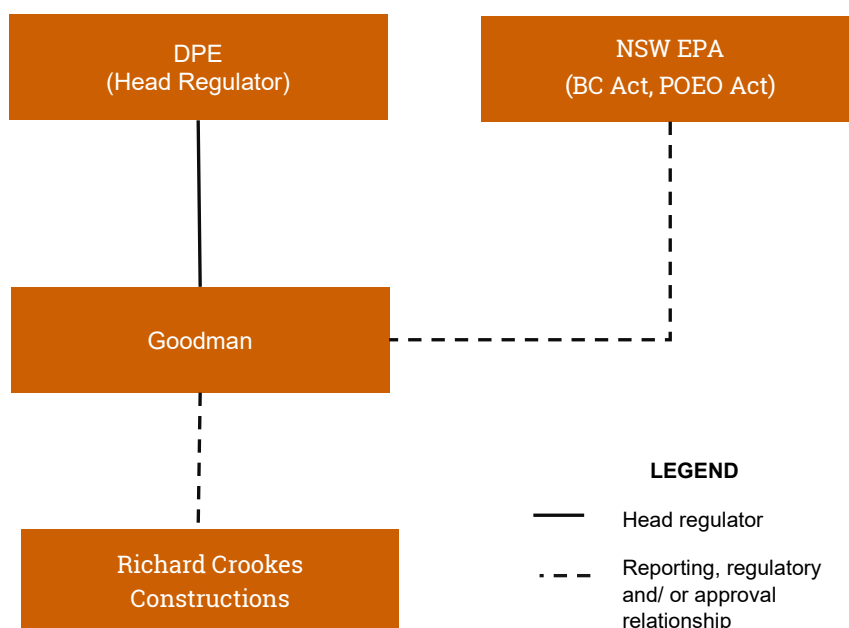 DPE
(Head Regulator)
NSW EPA
(BC Act, POEO Act)
Goodman
Richard Crookes
Constructions
LEGEND
Head regulator
Reporting, regulatory
and/ or approval
relationship